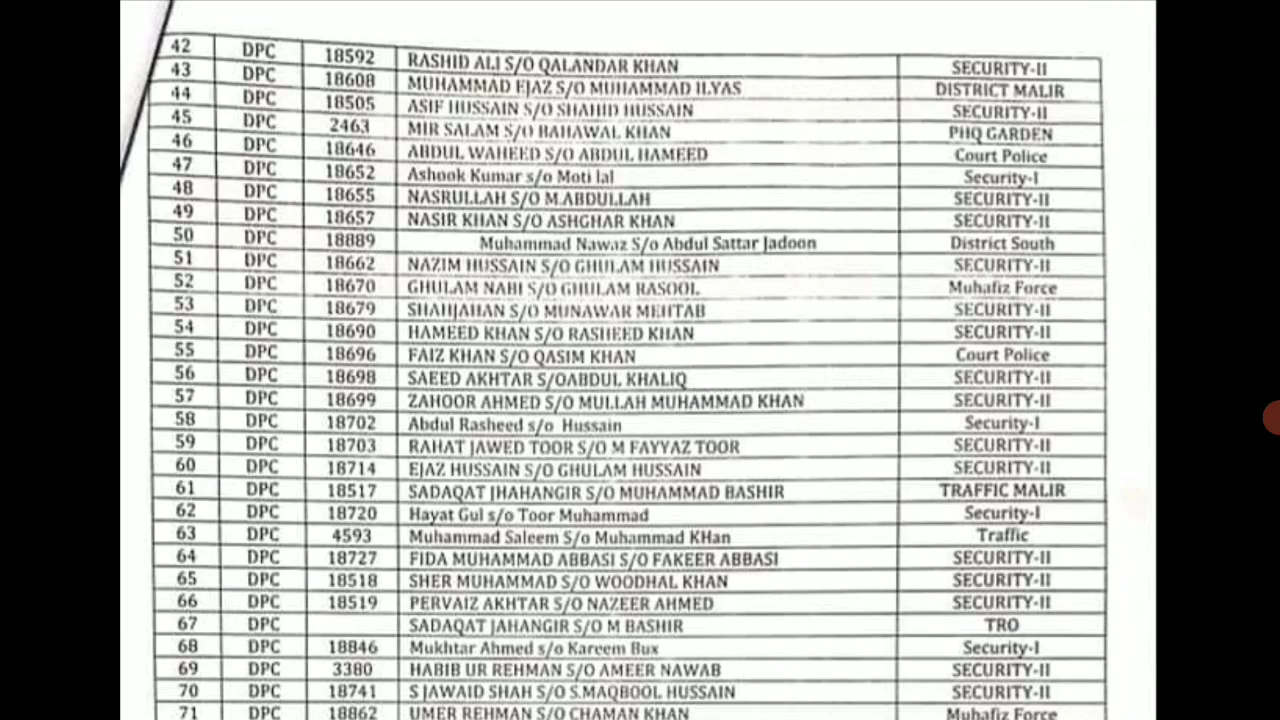 42 DPC 18592 RASHID ALI S/O QALANDAR KHAN SECURITY-II
43 DPC 18608 MUHAMMAD EJAZ S/O MUHAMMAD ILYAS DISTRICT MALIR
44 DPC 18505 ASIF HUSSAIN S/O SHAHID HUSSAIN SECURITY-II
45 DPC 2463 MIR SALAM S/O BAHAWAL KHAN PHQ GARDEN
46 DPC 18646 ABDUL WAHEED S/O ABDUL HAMEED Court Police
47 DPC 18652 Ashook Kumar s/o Moti lal Security-I
48 DPC 18655 NASRULLAH S/O M.ABDULLAH SECURITY-II
49 DPC 18657 NASIR KHAN S/O ASHGHAR KHAN SECURITY-II
50 DPC 18889 Muhammad Nawaz S/o Abdul Sattar Jadoon District South
51 DPC 18662 NAZIM HUSSAIN S/O GHULAM HUSSAIN SECURITY-II
52 DPC 18670 GHULAM NABI S/O GHULAM RASOOL Muhafiz Force
53 DPC 18679 SHAHJAHAN S/O MUNAWAR MEHTAB SECURITY-II
54 DPC 18690 HAMEED KHAN S/O RASHEED KHAN SECURITY-II
55 DPC 18696 FAIZ KHAN S/O QASIM KHAN Court Police
56 DPC 18698 SAEED AKHTAR S/OABDUL KHALIQ SECURITY-II
57 DPC 18699 ZAHOOR AHMED S/O MULLAH MUHAMMAD KHAN SECURITY-II
58 DPC 18702 Abdul Rasheed s/o Hussain Security-I
59 DPC 18703 RAHAT JAWED TOOR S/O M FAYYAZ TOOR SECURITY-II
60 DPC 18714 EJAZ HUSSAIN S/O GHULAM HUSSAIN SECURITY-II
61 DPC 18517 SADAQAT JHAHANGIR S/O MUHAMMAD BASHIR TRAFFIC MALIR
62 DPC 18720 Hayat Gul s/o Toor Muhammad Security-I
63 DPC 4593 Muhammad Saleem S/o Muhammad KHan Traffic
64 DPC 18727 FIDA MUHAMMAD ABBASI S/O FAKEER ABBASI SECURITY-II
65 DPC 18518 SHER MUHAMMAD S/O WOODHAL KHAN SECURITY-II
66 DPC 18519 PERVAIZ AKHTAR S/O NAZEER AHMED SECURITY-II
67 DPC SADAQAT JAHANGIR S/O M BASHIR TRO
68 DPC 18846 Mukhtar Ahmed s/o Kareem Bux Security-I
69 DPC 3380 HABIB UR REHMAN S/O AMEER NAWAB SECURITY-II
70 DPC 18741 S JAWAID SHAH S/O S.MAQBOOL HUSSAIN SECURITY-II
71 DPC 18862 UMER REHMAN S/O CHAMAN KHAN Muhafiz Force